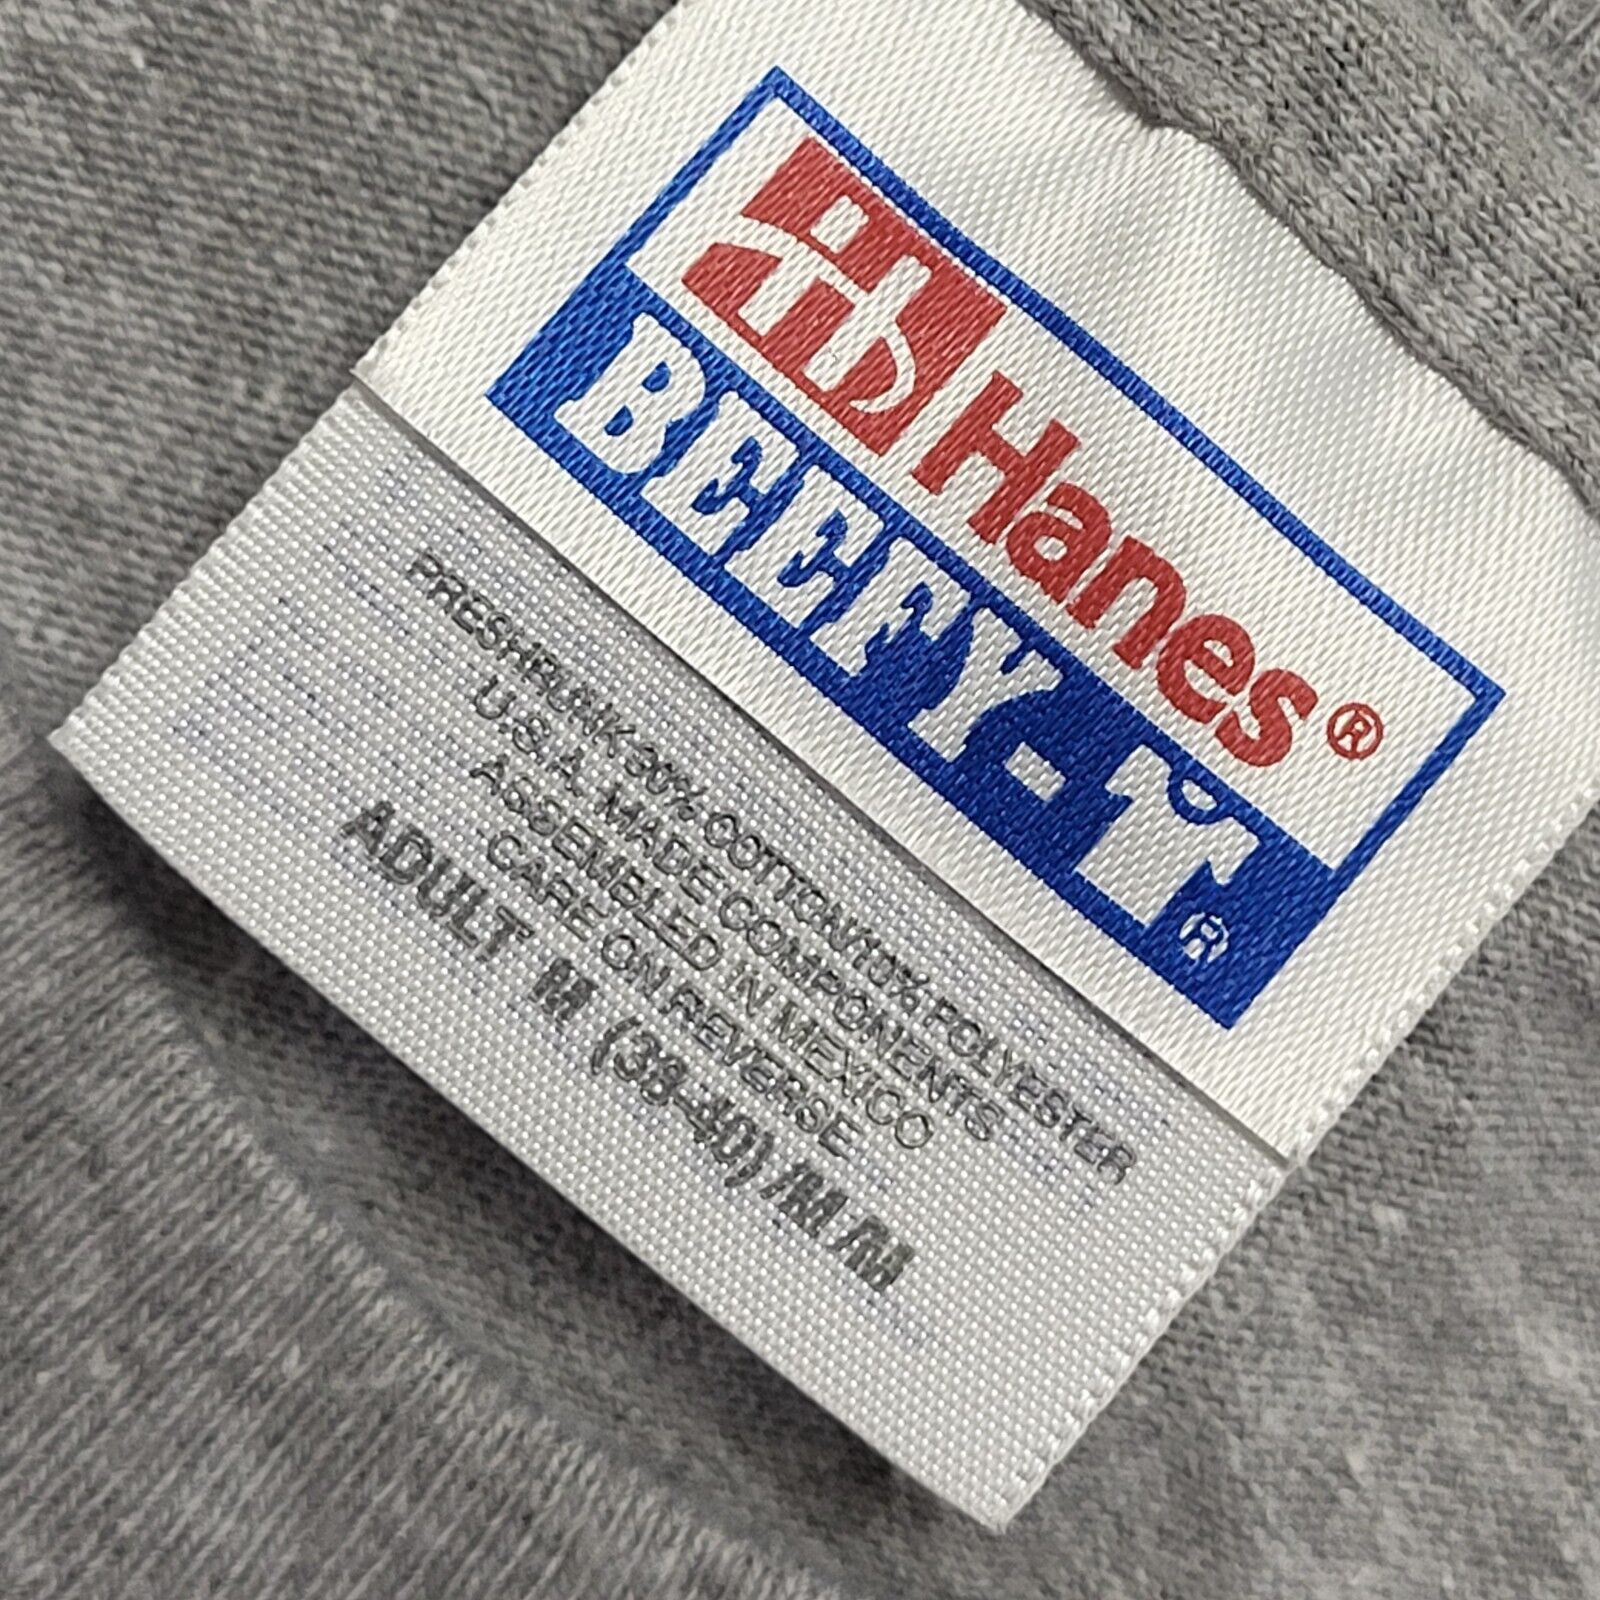 Hanes®
BEEFY-T®
PRESHRUNK 90% COTTON/10% POLYESTER
U.S.A. MADE COMPONENTS
ASSEMBLED IN MEXICO
CARE ON REVERSE
ADULT M (38-40) /M/M